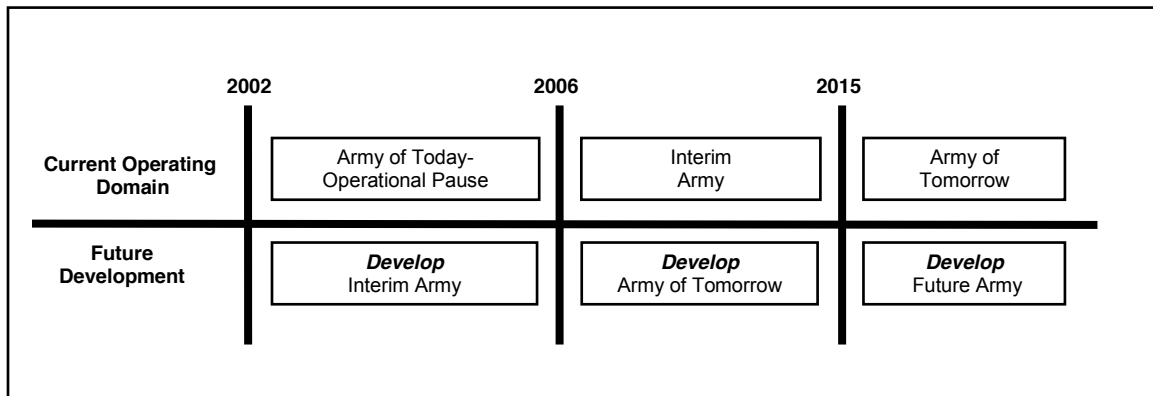 2002
2006
2015
Current Operating
Domain
Army of Today-
Operational Pause
Interim
Army
Army of
Tomorrow
Future
Development
Develop
Interim Army
Develop
Army of Tomorrow
Develop
Future Army